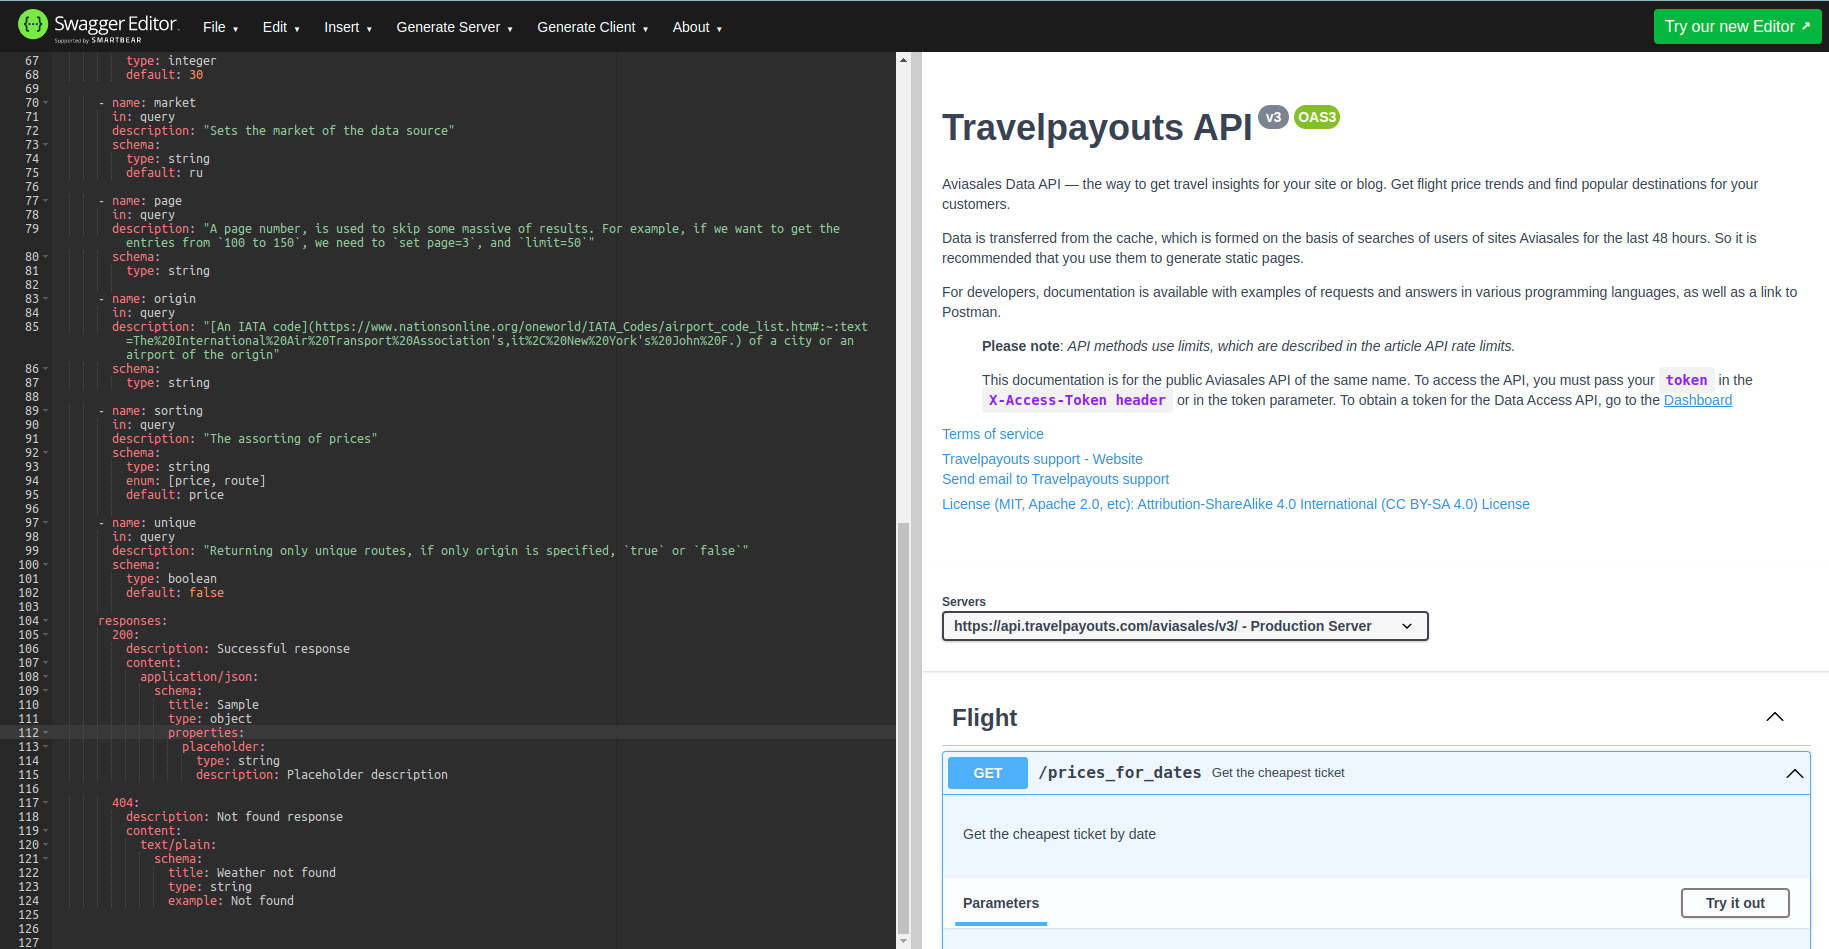 Swagger Editor
Supported by SMARTBEAR
File
Edit
Insert
Generate Server
Generate Client
About
Try our new Editor
67 type: integer
68 default: 30
69
70 - name: market
71 in: query
72 description: "Sets the market of the data source"
73 schema:
74 type: string
75 default: ru
76
77 - name: page
78 in: query
79 description: "A page number, is used to skip some massive of results. For example, if we want to get the
entries from `100 to 150`, we need to `set page=3`, and `limit=50`"
80 schema:
81 type: string
82
83 - name: origin
84 in: query
85 description: "[An IATA code](https://www.nationsonline.org/oneworld/IATA_Codes/airport_code_list.htm#:~:text
=The%20International%20Air%20Transport%20Association's,it%2C%20New%20York's%20John%20F.) of a city or an
airport of the origin"
86 schema:
87 type: string
88
89 - name: sorting
90 in: query
91 description: "The assorting of prices"
92 schema:
93 type: string
94 enum: [price, route]
95 default: price
96
97 - name: unique
98 in: query
99 description: "Returning only unique routes, if only origin is specified, `true` or `false`"
100 schema:
101 type: boolean
102 default: false
103
104 responses:
105 200:
106 description: Successful response
107 content:
108 application/json:
109 schema:
110 title: Sample
111 type: object
112 properties:
113 placeholder:
114 type: string
115 description: Placeholder description
116
117 404:
118 description: Not found response
119 content:
120 text/plain:
121 schema:
122 title: Weather not found
123 type: string
124 example: Not found
125
126
127
Travelpayouts API v3 OAS3
Aviasales Data API — the way to get travel insights for your site or blog. Get flight price trends and find popular destinations for your
customers.
Data is transferred from the cache, which is formed on the basis of searches of users of sites Aviasales for the last 48 hours. So it is
recommended that you use them to generate static pages.
For developers, documentation is available with examples of requests and answers in various programming languages, as well as a link to
Postman.
Please note: API methods use limits, which are described in the article API rate limits.
This documentation is for the public Aviasales API of the same name. To access the API, you must pass your token in the
X-Access-Token header or in the token parameter. To obtain a token for the Data Access API, go to the Dashboard
Terms of service
Travelpayouts support - Website
Send email to Travelpayouts support
License (MIT, Apache 2.0, etc): Attribution-ShareAlike 4.0 International (CC BY-SA 4.0) License
Servers
https://api.travelpayouts.com/aviasales/v3/ - Production Server
Flight
GET /prices_for_dates Get the cheapest ticket
Get the cheapest ticket by date
Parameters
Try it out